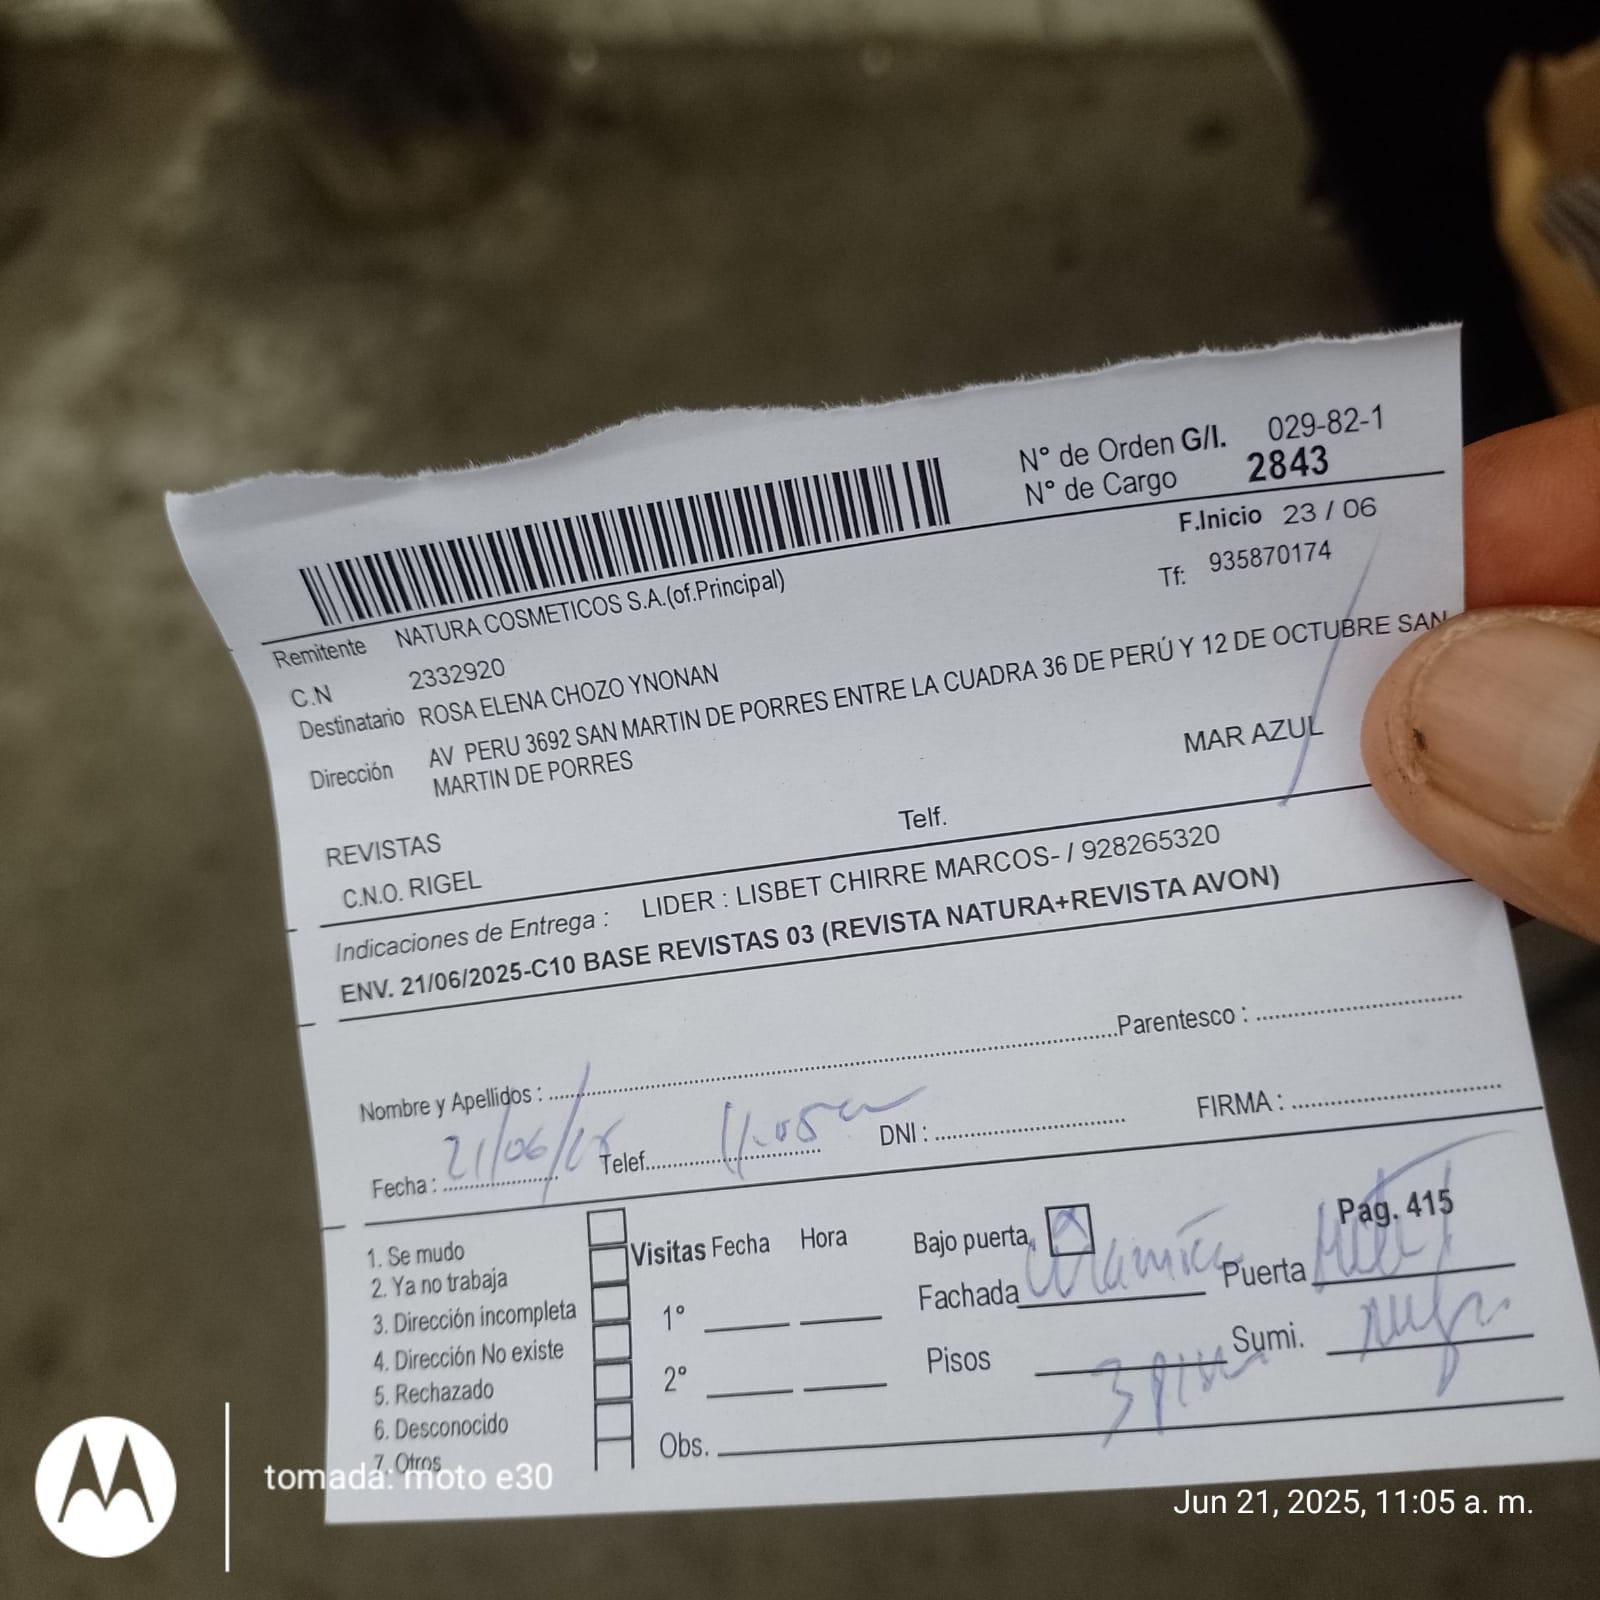 N° de Orden G/I. 029-82-1
N° de Cargo 2843
F.Inicio 23 / 06
Tf: 935870174
Remitente NATURA COSMETICOS S.A.(of.Principal)
C.N 2332920
Destinatario ROSA ELENA CHOZO YNONAN
Dirección AV PERU 3692 SAN MARTIN DE PORRES ENTRE LA CUADRA 36 DE PERÚ Y 12 DE OCTUBRE SAN
MARTIN DE PORRES
MAR AZUL
REVISTAS
Telf.
C.N.O. RIGEL
Indicaciones de Entrega : LIDER : LISBET CHIRRE MARCOS- / 928265320
ENV. 21/06/2025-C10 BASE REVISTAS 03 (REVISTA NATURA+REVISTA AVON)
Nombre y Apellidos : Parentesco :
Fecha : 21/06/25 Telef. 11.05 DNI : FIRMA :
Pag. 415
1. Se mudo
2. Ya no trabaja
3. Dirección incompleta
4. Dirección No existe
5. Rechazado
6. Desconocido
7. Otros
Visitas Fecha Hora
1°
2°
Obs.
Bajo puerta
Fachada Puerta
Pisos 3 Sumi.
tomada: moto e30
Jun 21, 2025, 11:05 a. m.